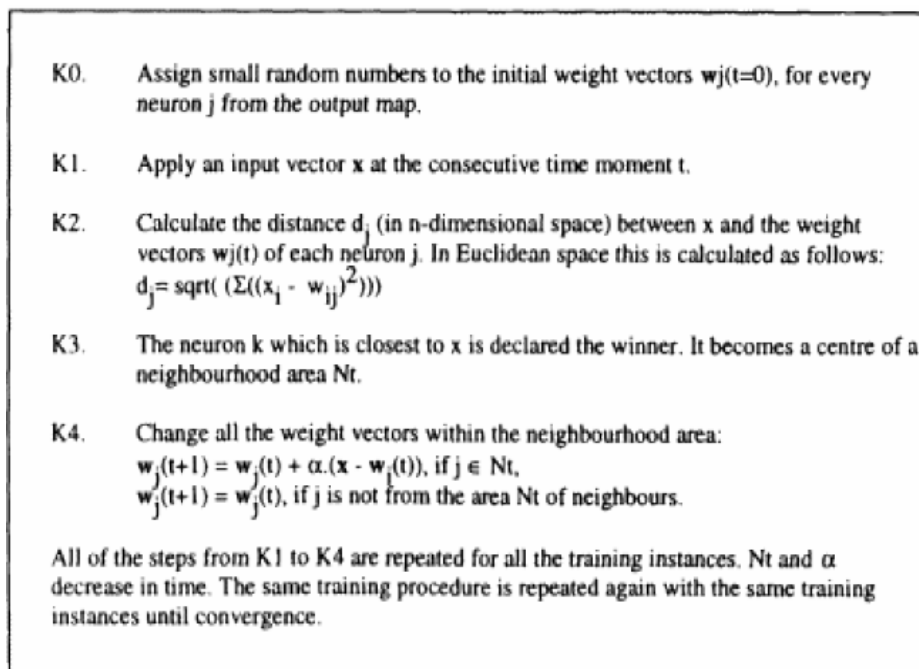 K0. Assign small random numbers to the initial weight vectors wj(t=0), for every
neuron j from the output map.
K1. Apply an input vector x at the consecutive time moment t.
K2. Calculate the distance dj (in n-dimensional space) between x and the weight
vectors wj(t) of each neuron j. In Euclidean space this is calculated as follows:
dj= sqrt( (Σ((xi - wij)2)))
K3. The neuron k which is closest to x is declared the winner. It becomes a centre of a
neighbourhood area Nt.
K4. Change all the weight vectors within the neighbourhood area:
wj(t+1) = wj(t) + α.(x - wj(t)), if j ∈ Nt,
wj(t+1) = wj(t), if j is not from the area Nt of neighbours.
All of the steps from K1 to K4 are repeated for all the training instances. Nt and α
decrease in time. The same training procedure is repeated again with the same training
instances until convergence.